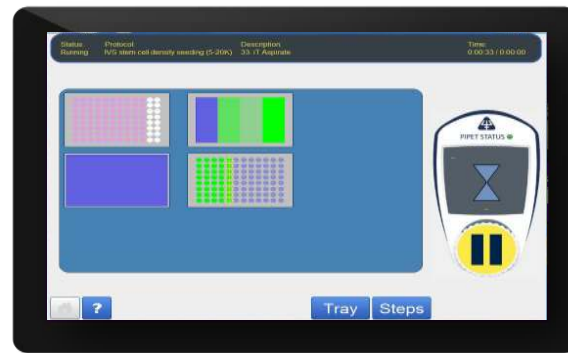 Status: Protocol Description Time:
Running IVS stem cell density seeding (5-20K) 33: iT Aspirate 0:00:33 / 0:00:00
PIPET STATUS
?
Tray Steps